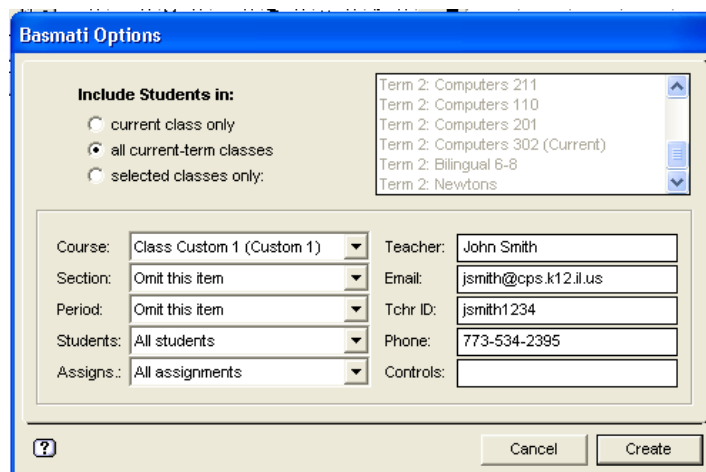 Basmati Options
Include Students in:
current class only
all current-term classes
selected classes only:
Term 2: Computers 211
Term 2: Computers 110
Term 2: Computers 201
Term 2: Computers 302 (Current)
Term 2: Bilingual 6-8
Term 2: Newtons
Course: Class Custom 1 (Custom 1)
Section: Omit this item
Period: Omit this item
Students: All students
Assigns.: All assignments
Teacher: John Smith
Email: jsmith@cps.k12.il.us
Tchr ID: jsmith1234
Phone: 773-534-2395
Controls:
?
Cancel
Create